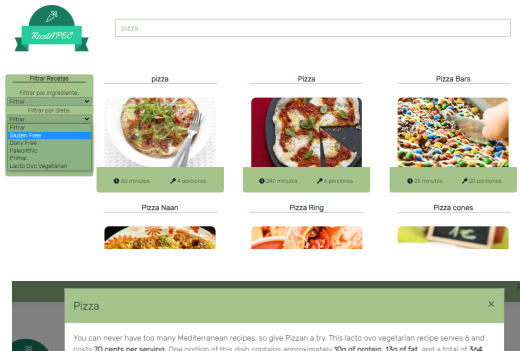 RecetAPEC
pizza
Filtrar Recetas
Filtrar por ingrediente:
Filtrar
Filtrar por dieta:
Filtrar
Filtrar
Gluten Free
Dairy Free
Paleolithic
Primal
Lacto Ovo Vegetarian
pizza
60 minutos 4 porciones
Pizza
240 minutos 6 porciones
Pizza Bars
25 minutos 20 porciones
Pizza Naan
Pizza Ring
Pizza cones
Pizza
×
You can never have too many Mediterranean recipes, so give Pizzan a try. This lacto ovo vegetarian recipe serves 6 and
costs 70 cents per serving. One portion of this dish contains approximately 10g of protein, 13g of fat, and a total of 364